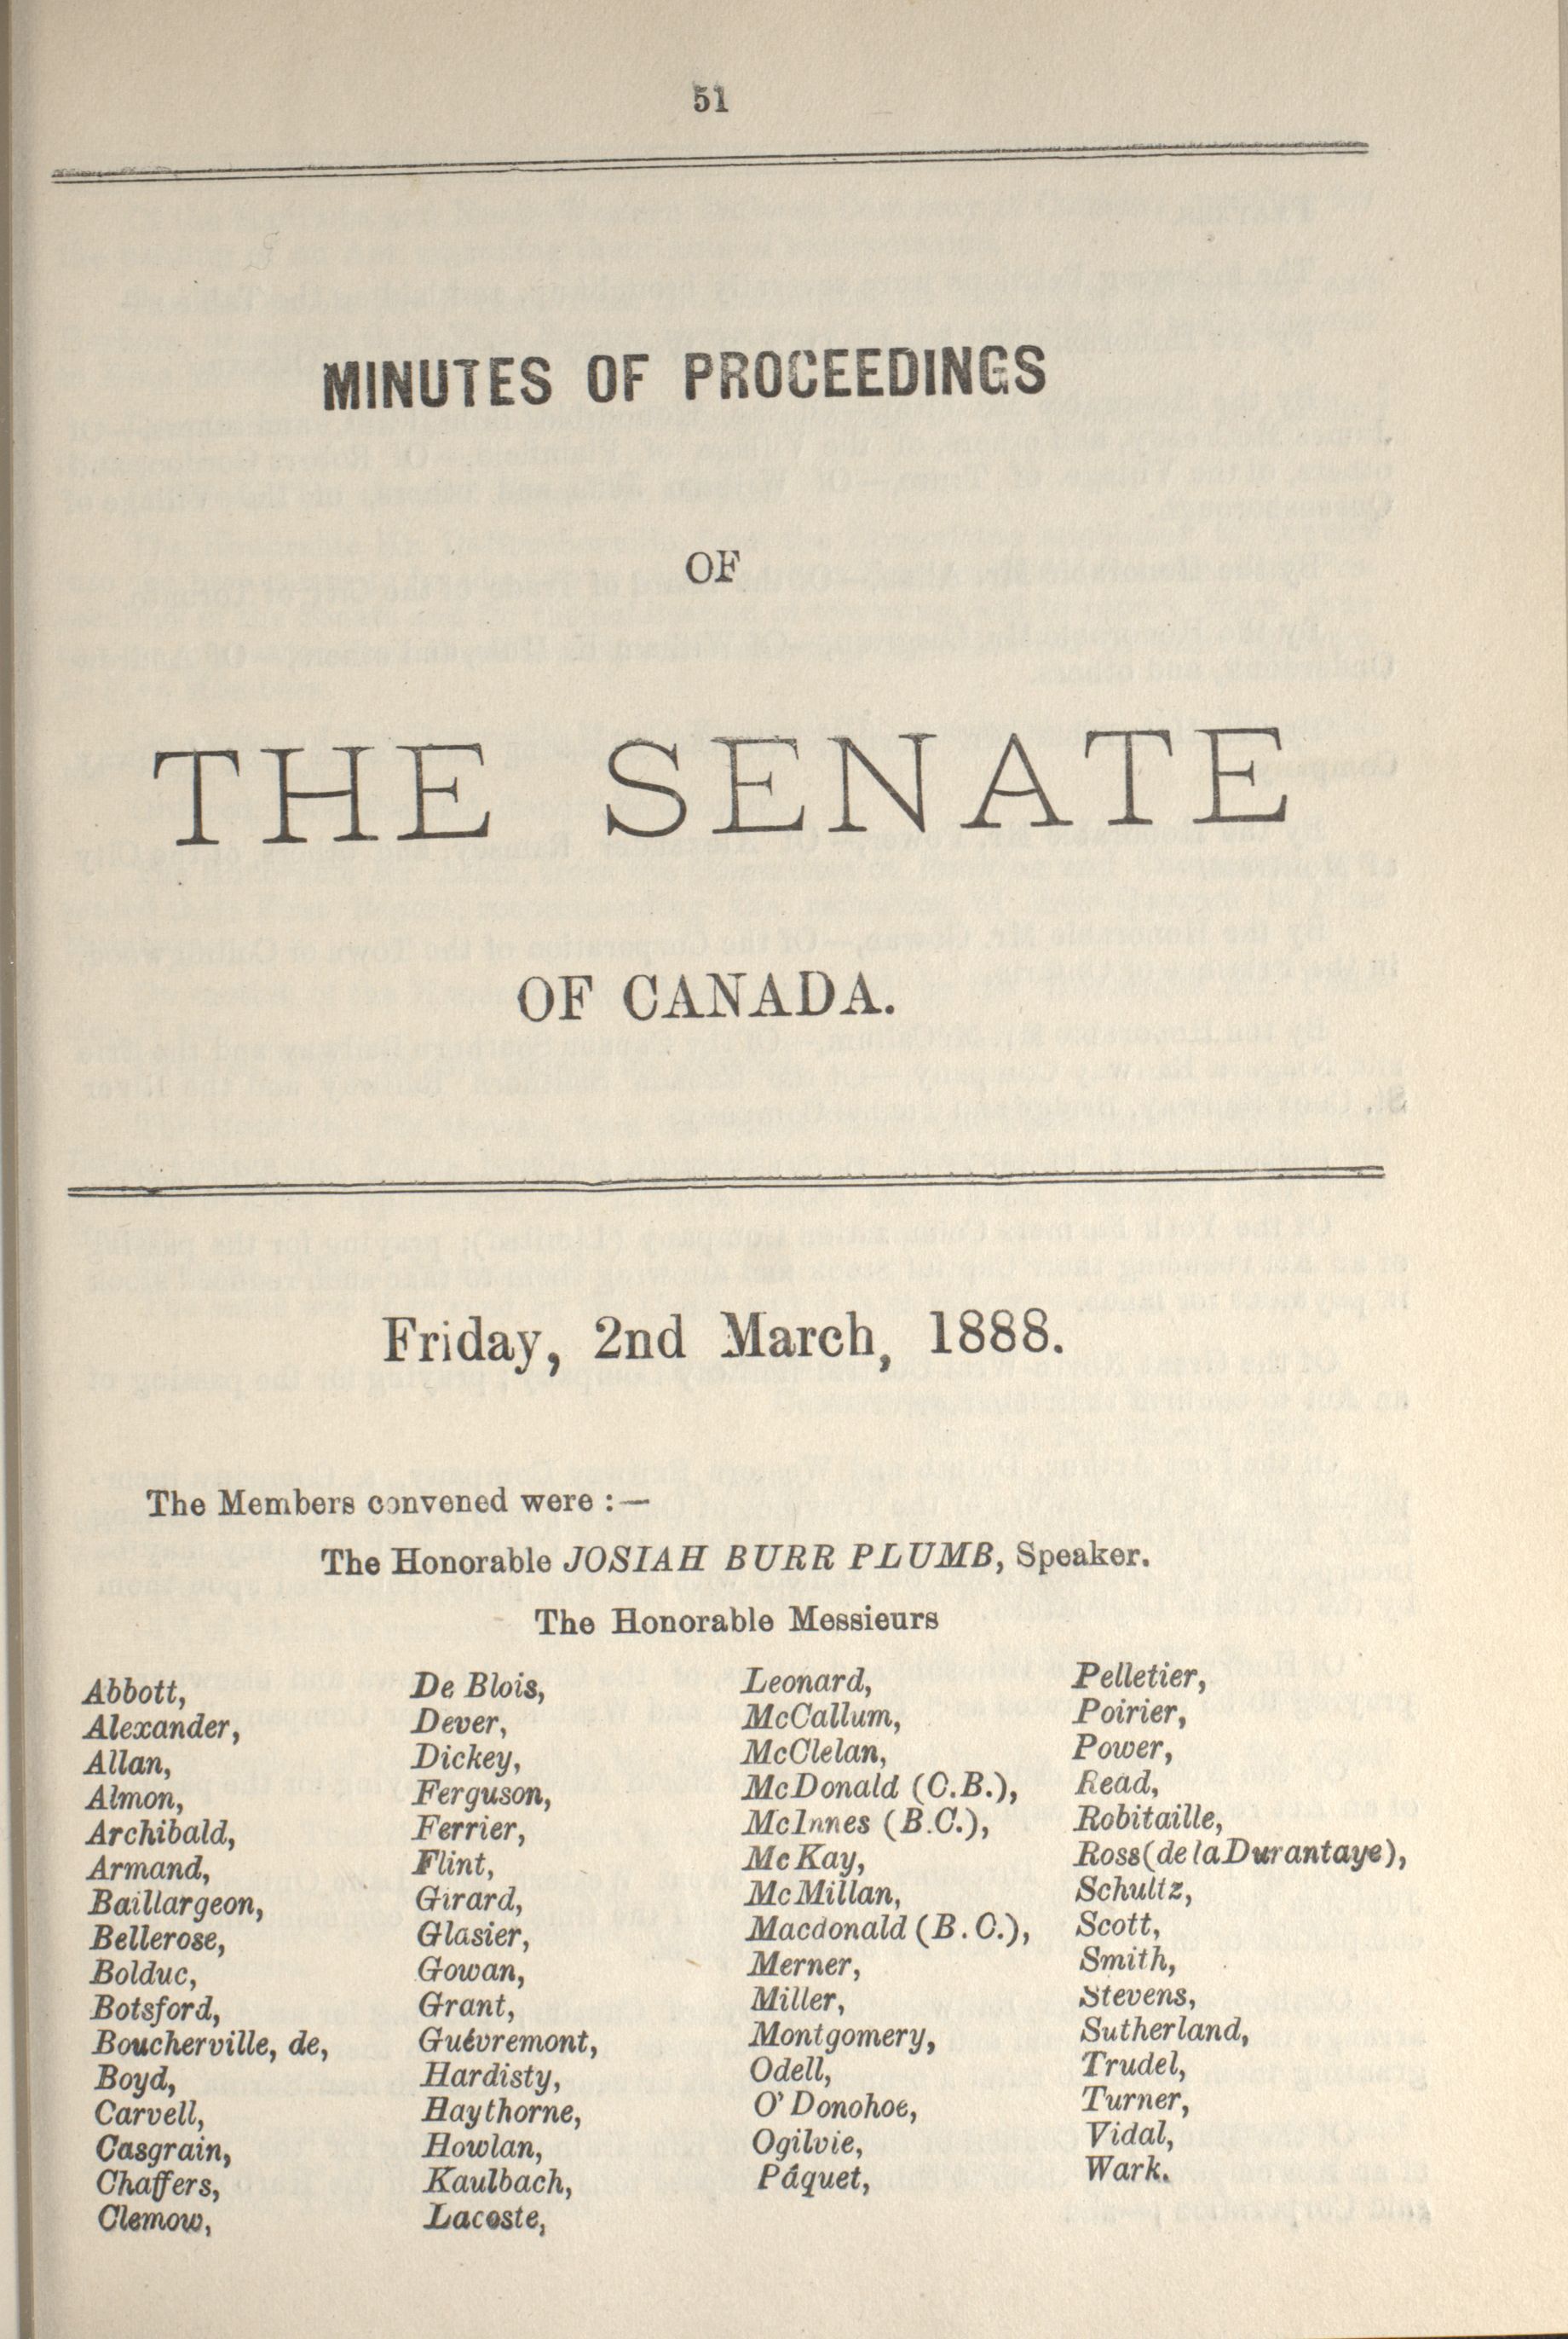 51
MINUTES OF PROCEEDINGS
OF
THE SENATE
OF CANADA.
Friday, 2nd March, 1888.
The Members convened were :—
The Honorable JOSIAH BURR PLUMB, Speaker.
The Honorable Messieurs
Abbott,
Alexander,
Allan,
Almon,
Archibald,
Armand,
Baillargeon,
Bellerose,
Bolduc,
Botsford,
Boucherville, de,
Boyd,
Carvell,
Casgrain,
Chaffers,
Clemow,
De Blois,
Dever,
Dickey,
Ferguson,
Ferrier,
Flint,
Girard,
Glasier,
Gowan,
Grant,
Guévremont,
Hardisty,
Haythorne,
Howlan,
Kaulbach,
Lacoste,
Leonard,
McCallum,
McClelan,
McDonald (C.B.),
McInnes (B.C.),
McKay,
McMillan,
Macdonald (B.C.),
Merner,
Miller,
Montgomery,
Odell,
O'Donohoe,
Ogilvie,
Pâquet,
Pelletier,
Poirier,
Power,
Read,
Robitaille,
Ross (de la Durantaye),
Schultz,
Scott,
Smith,
Stevens,
Sutherland,
Trudel,
Turner,
Vidal,
Wark.